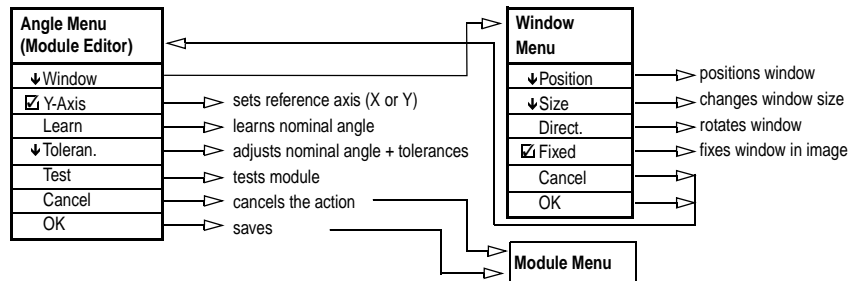 Angle Menu
(Module Editor)
Window
Y-Axis
sets reference axis (X or Y)
Learn
learns nominal angle
Toleran.
adjusts nominal angle + tolerances
Test
tests module
Cancel
cancels the action
OK
saves
Window
Menu
Position
positions window
Size
changes window size
Direct.
rotates window
Fixed
fixes window in image
Cancel
OK
Module Menu